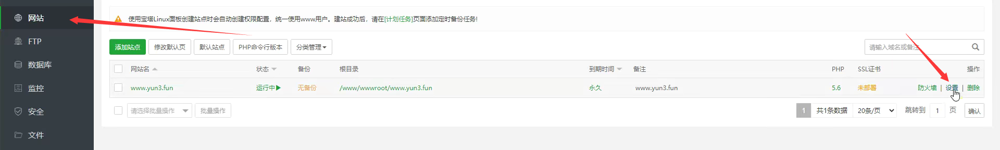 网站
FTP
数据库
监控
安全
文件
使用宝塔Linux面板创建站点时会自动创建权限配置，统一使用www用户。建站成功后，请在[计划任务]页面添加定时备份任务!
添加站点 修改默认页 默认站点 PHP命令行版本 分类管理
请输入域名或备注
网站名 状态 备份 根目录 到期时间 备注 PHP SSL证书 操作
www.yun3.fun 运行中 无备份 /www/wwwroot/www.yun3.fun 永久 www.yun3.fun 5.6 未部署 防火墙 | 设置 | 删除
请选择批量操作 批量操作 1 共1条数据 20条/页 跳转到 1 页 确认